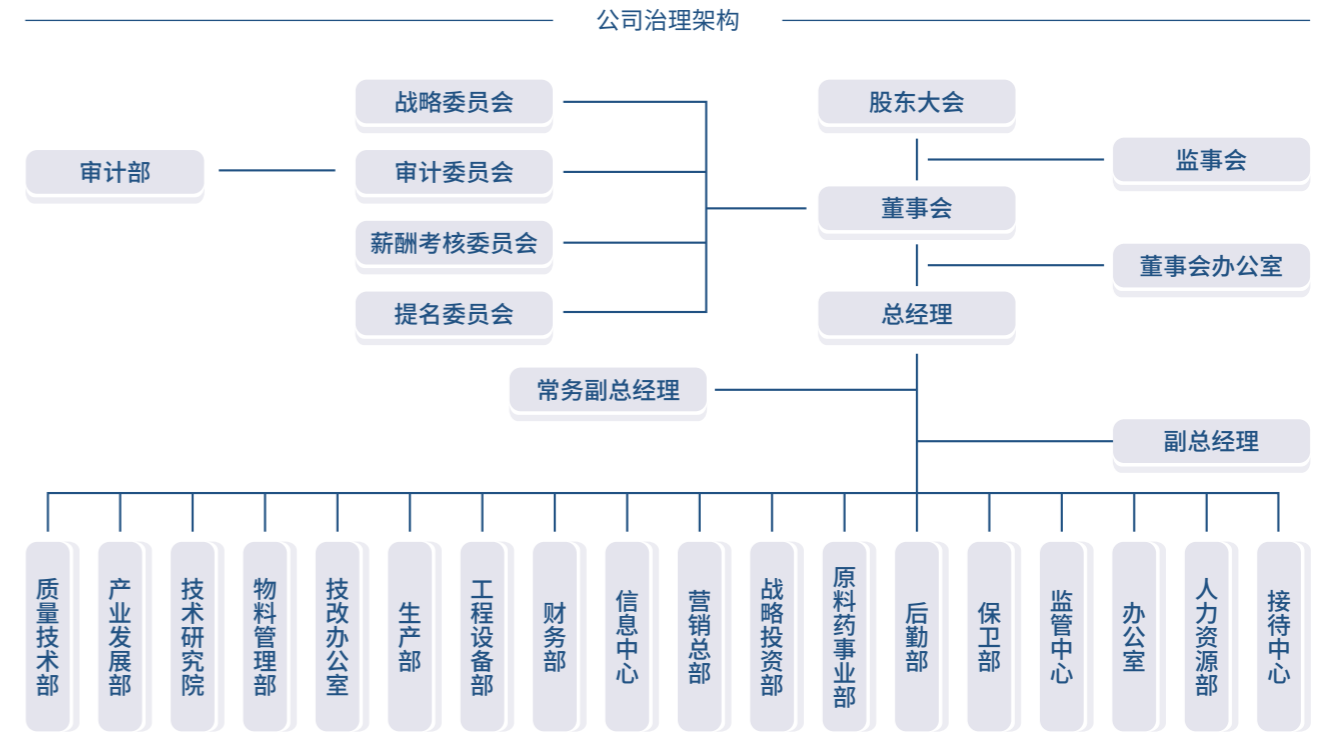 公司治理架构
战略委员会
股东大会
审计部
审计委员会
监事会
董事会
薪酬考核委员会
董事会办公室
提名委员会
总经理
常务副总经理
副总经理
质量技术部
产业发展部
技术研究院
物料管理部
技改办公室
生产部
工程设备部
财务部
信息中心
营销总部
战略投资部
原料药事业部
后勤部
保卫部
监管中心
办公室
人力资源部
接待中心